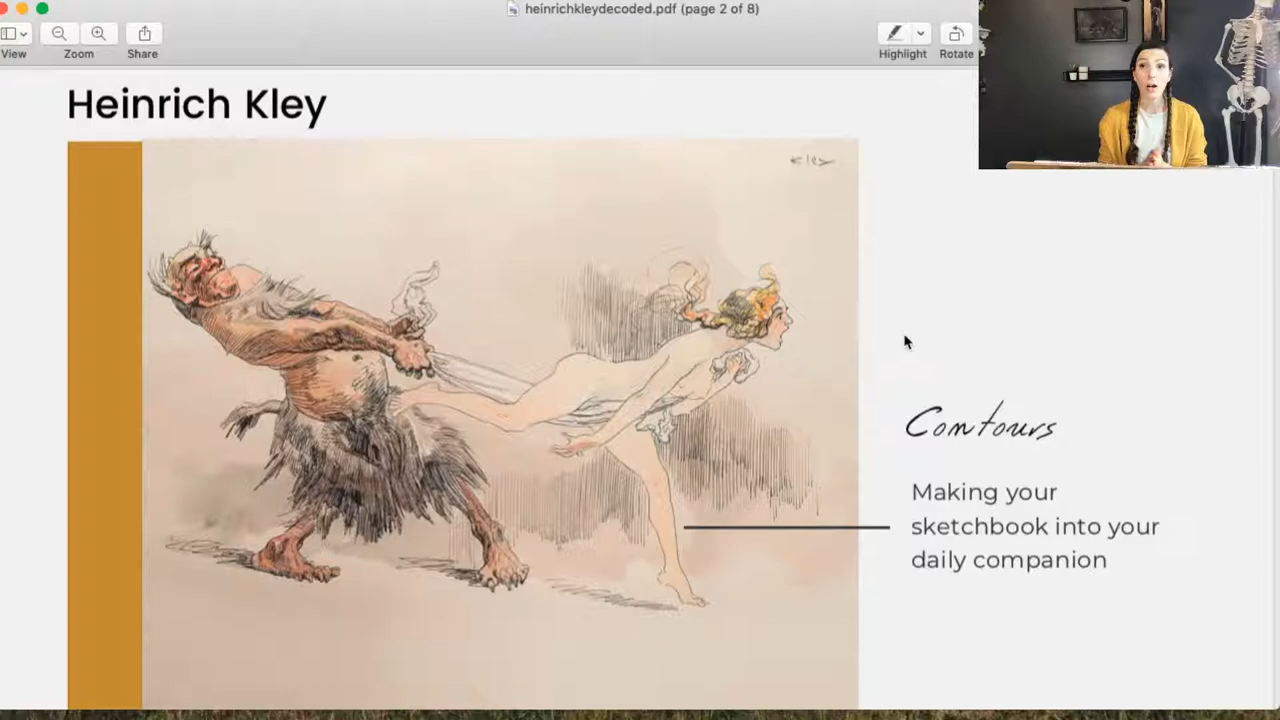 heinrichkleydecoded.pdf (page 2 of 8)
View
Zoom
Share
Highlight
Rotate
Heinrich Kley
Kley
Contours
Making your
sketchbook into your
daily companion